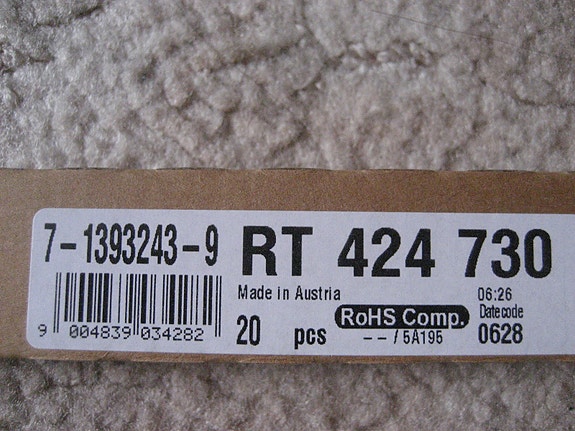 7-1393243-9 RT 424 730
Made in Austria 06:26
RoHS Comp. Datecode
9 004839 034282 20 pcs --/5A195 0628